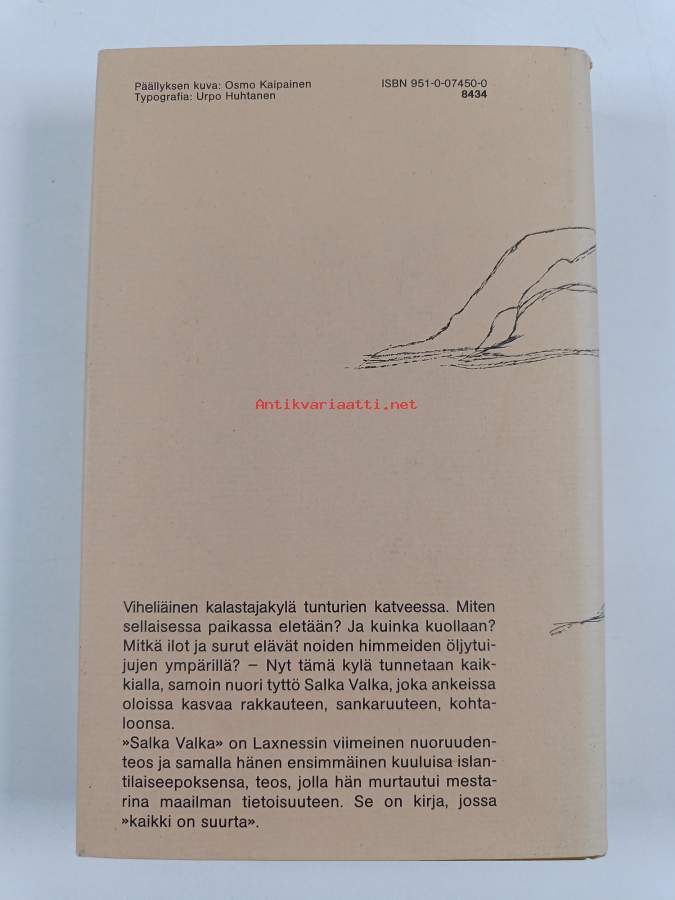 Päällyksen kuva: Osmo Kaipainen
Typografia: Urpo Huhtanen
ISBN 951-0-07450-0
8434
Antikvariaatti.net
Viheliäinen kalastajakylä tunturien katveessa. Miten
sellaisessa paikassa eletään? Ja kuinka kuollaan?
Mitkä ilot ja surut elävät noiden himmeiden öljytui-
jujen ympärillä? – Nyt tämä kylä tunnetaan kaik-
kialla, samoin nuori tyttö Salka Valka, joka ankeissa
oloissa kasvaa rakkauteen, sankaruuteen, kohta-
loonsa.
»Salka Valka» on Laxnessin viimeinen nuoruuden-
teos ja samalla hänen ensimmäinen kuuluisa islan-
tilaiseepoksensa, teos, jolla hän murtautui mesta-
rina maailman tietoisuuteen. Se on kirja, jossa
»kaikki on suurta».